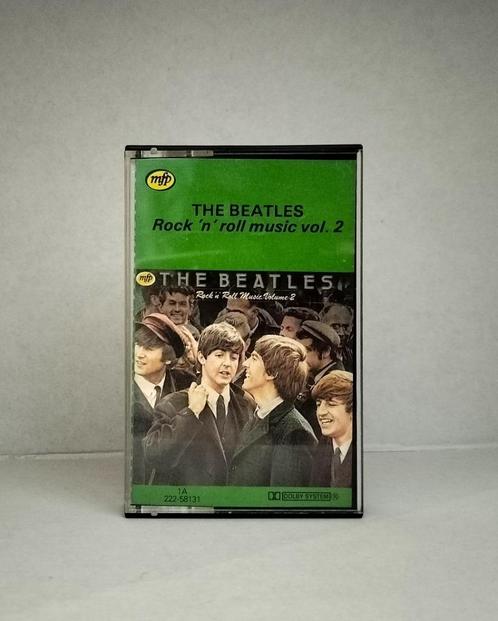 mfp
THE BEATLES
Rock 'n' roll music vol. 2
mfp
THE BEATLES
Rock 'n' Roll Music. Volume 2
1A
222-58131
DOLBY SYSTEM ®